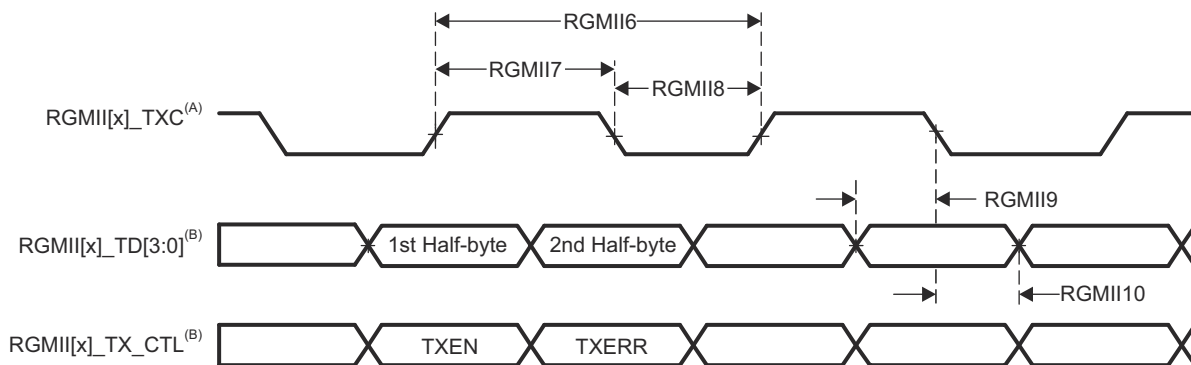 RGMII6
RGMII7
RGMII8
RGMII[x]_TXC(A)
RGMII9
RGMII[x]_TD[3:0](B)
1st Half-byte
2nd Half-byte
RGMII10
RGMII[x]_TX_CTL(B)
TXEN
TXERR